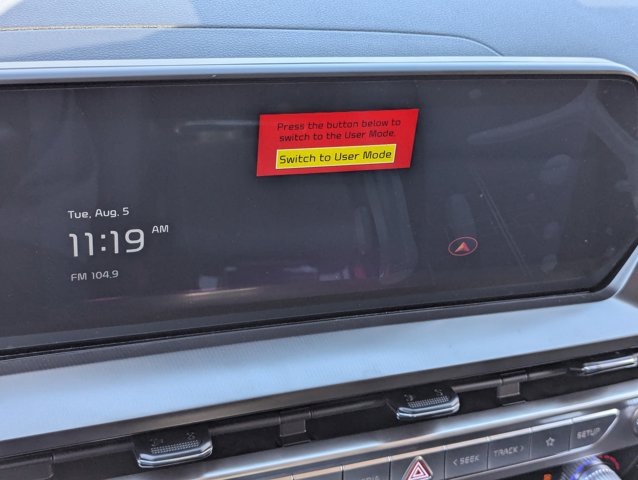 Press the button below to
switch to the User Mode.
Switch to User Mode
Tue, Aug. 5
11:19 AM
FM 104.9
< SEEK
TRACK >
SETUP